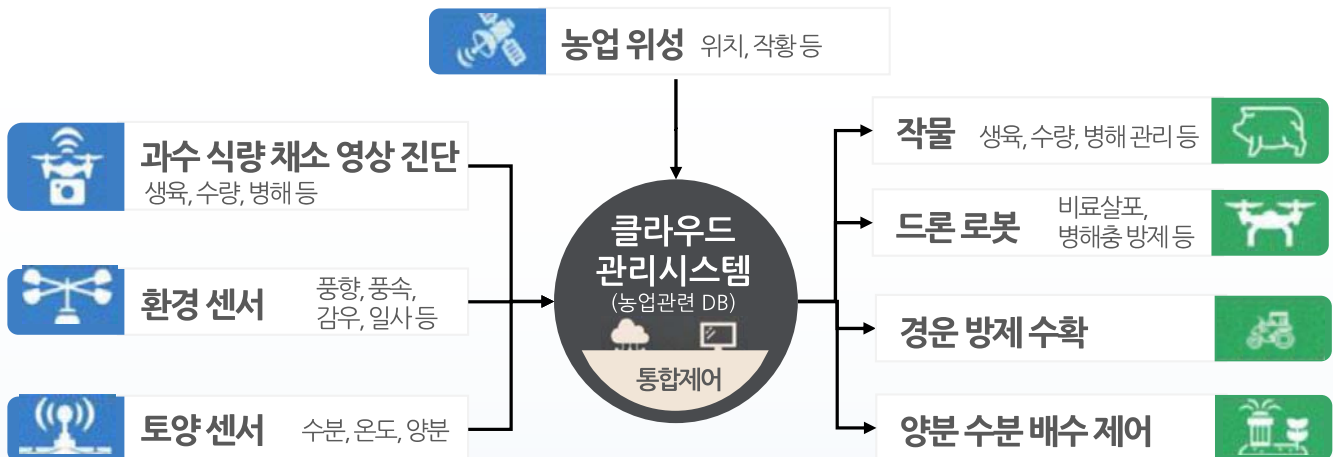 농업 위성 위치, 작황 등
과수 식량 채소 영상 진단
생육, 수량, 병해 등
환경 센서 풍향, 풍속,
감우, 일사 등
토양 센서 수분, 온도, 양분
클라우드
관리시스템
(농업관련 DB)
통합제어
작물 생육, 수량, 병해 관리 등
드론 로봇 비료살포,
병해충 방제 등
경운 방제 수확
양분 수분 배수 제어